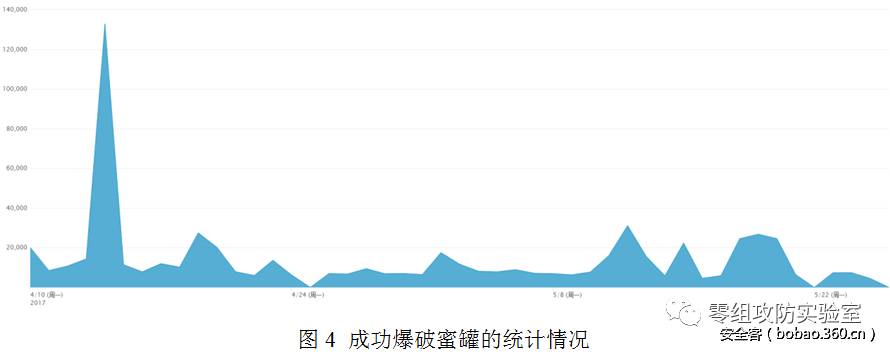 140,000
120,000
100,000
80,000
60,000
40,000
20,000
4/10 (周一) 4/24 (周一) 5/8 (周一) 5/22 (周一)
2017
零组攻防实验室
图 4 成功爆破蜜罐的统计情况
安全客 ( bobao.360.cn )